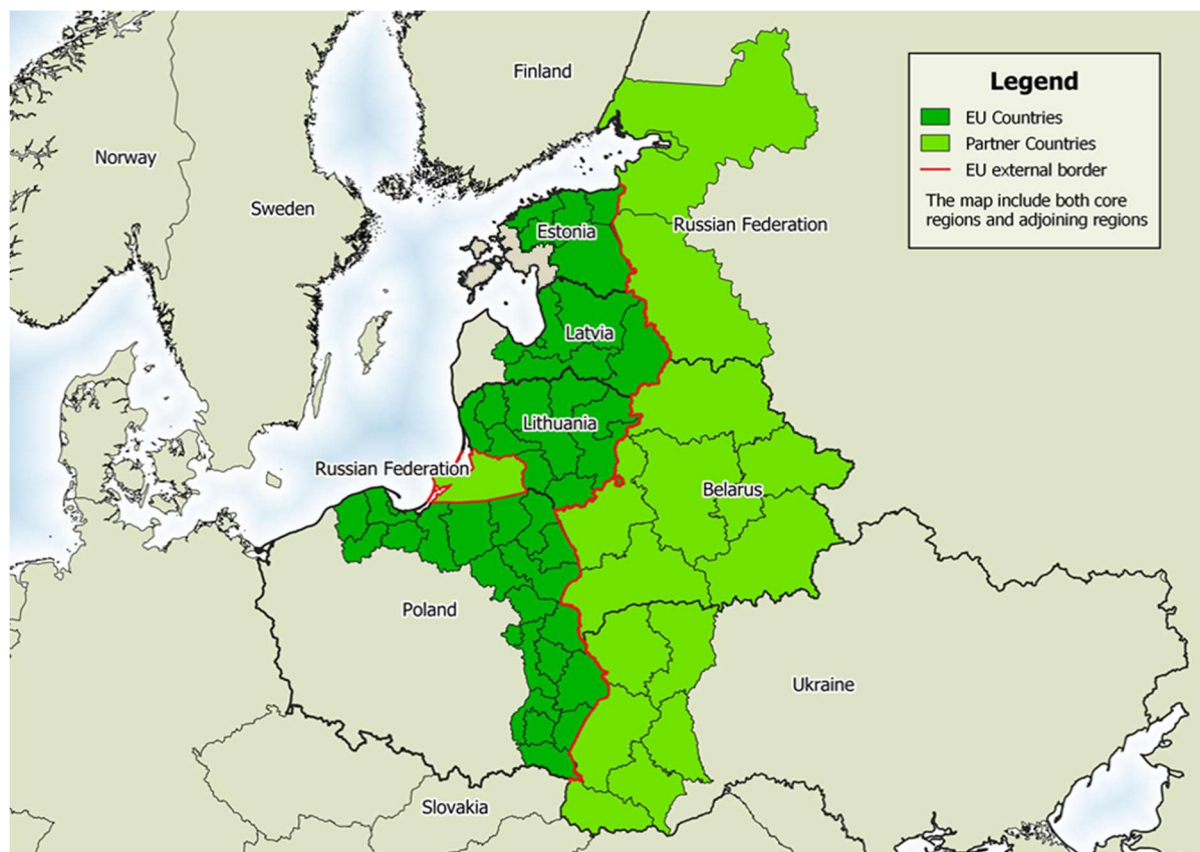 Finland
Legend
EU Countries
Partner Countries
EU external border
The map include both core
regions and adjoining regions
Norway
Sweden
Estonia
Russian Federation
Latvia
Lithuania
Russian Federation
Belarus
Poland
Ukraine
Slovakia